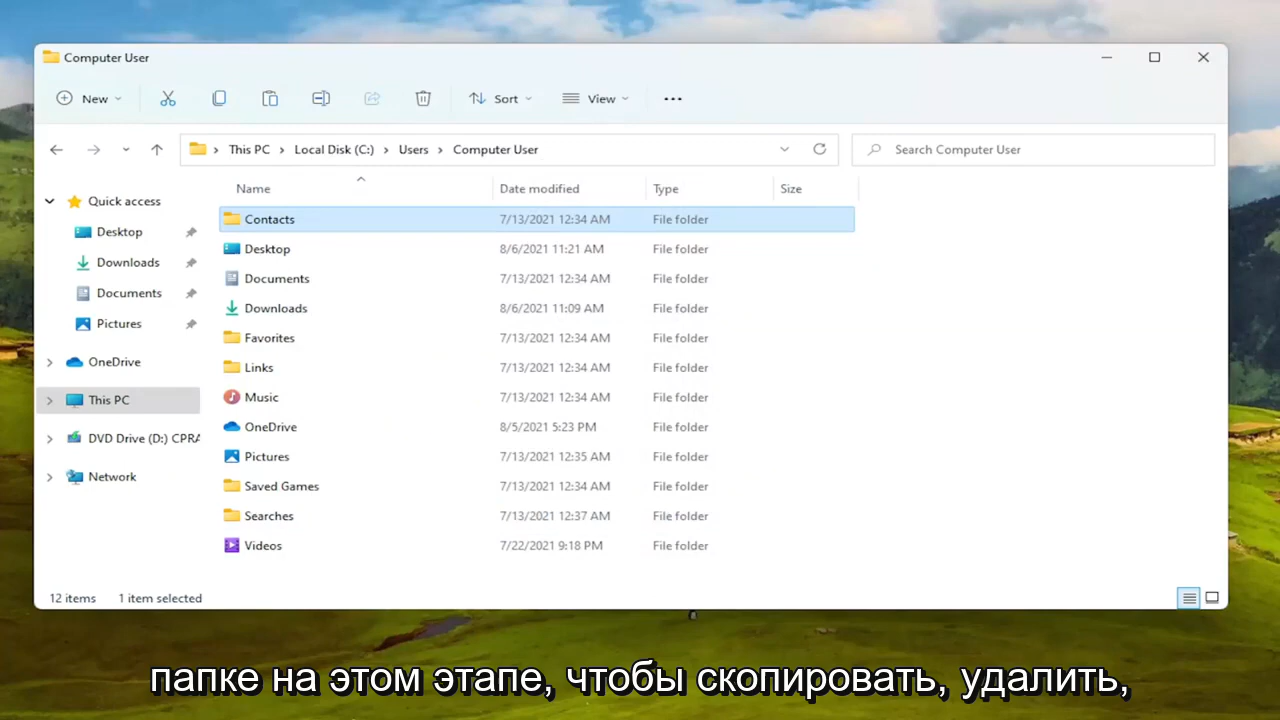 Computer User
New
Sort
View
This PC > Local Disk (C:) > Users > Computer User
Search Computer User
Name Date modified Type Size
Quick access
Desktop
Downloads
Documents
Pictures
OneDrive
This PC
DVD Drive (D:) CPRA
Network
Contacts 7/13/2021 12:34 AM File folder
Desktop 8/6/2021 11:21 AM File folder
Documents 7/13/2021 12:34 AM File folder
Downloads 8/6/2021 11:09 AM File folder
Favorites 7/13/2021 12:34 AM File folder
Links 7/13/2021 12:34 AM File folder
Music 7/13/2021 12:34 AM File folder
OneDrive 8/5/2021 5:23 PM File folder
Pictures 7/13/2021 12:35 AM File folder
Saved Games 7/13/2021 12:34 AM File folder
Searches 7/13/2021 12:37 AM File folder
Videos 7/22/2021 9:18 PM File folder
12 items 1 item selected
папке на этом этапе, чтобы скопировать, удалить,